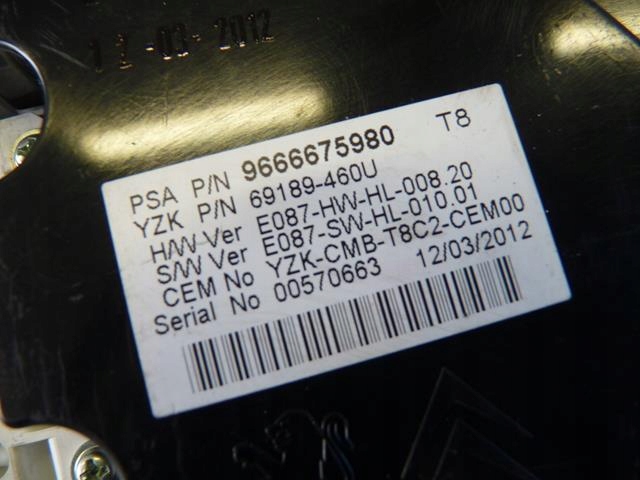 12-03-2012
PSA P/N 9666675980 T8
YZK P/N 69189-460U
H/W Ver E087-HW-HL-008.20
S/W Ver E087-SW-HL-010.01
CEM No YZK-CMB-T8C2-CEM00
Serial No 00570663 12/03/2012